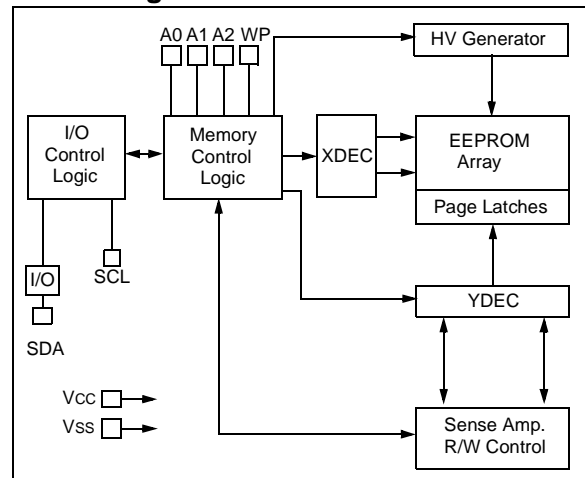 A0 A1 A2 WP
HV Generator
I/O
Control
Logic
Memory
Control
Logic
XDEC
EEPROM
Array
Page Latches
I/O
SCL
SDA
YDEC
Vcc
Vss
Sense Amp.
R/W Control